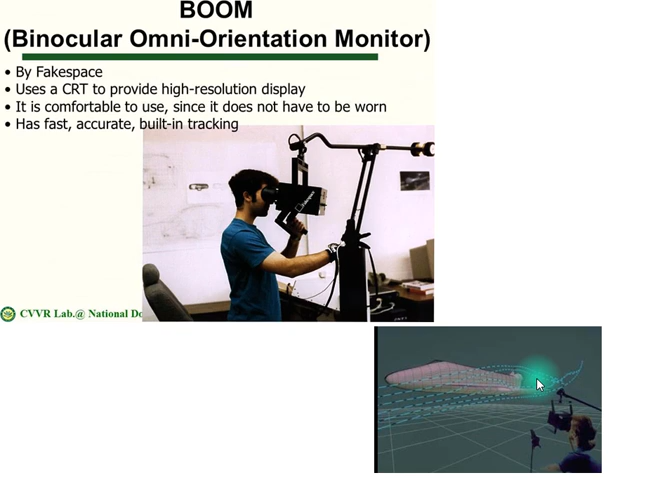 BOOM
(Binocular Omni-Orientation Monitor)
• By Fakespace
• Uses a CRT to provide high-resolution display
• It is comfortable to use, since it does not have to be worn
• Has fast, accurate, built-in tracking
CVVR Lab.@ National Do